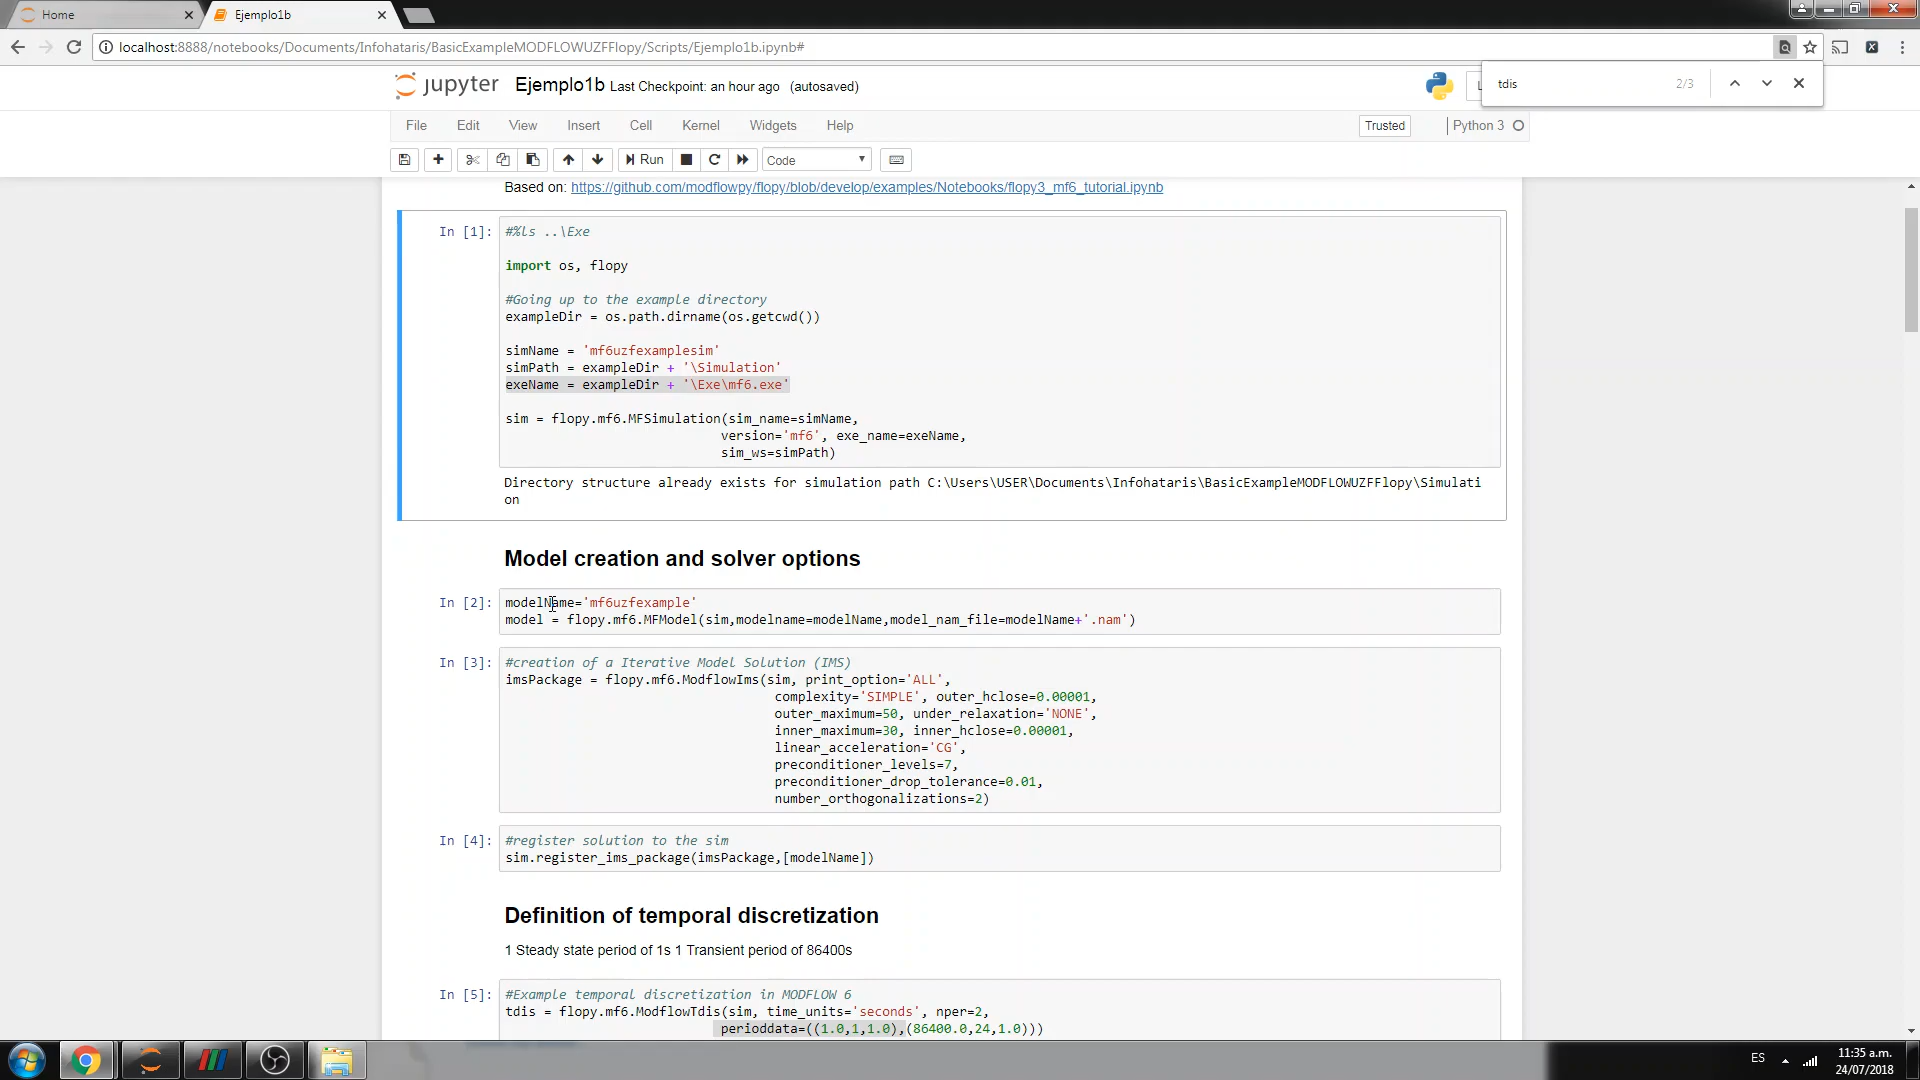 Home
Ejemplo1b
localhost:8888/notebooks/Documents/Infohataris/BasicExampleMODFLOWUZFFlopy/Scripts/Ejemplo1b.ipynb#
tdis 2/3
jupyter Ejemplo1b Last Checkpoint: an hour ago (autosaved)
File Edit View Insert Cell Kernel Widgets Help Trusted Python 3
Run Code
Based on: https://github.com/modflowpy/flopy/blob/develop/examples/Notebooks/flopy3_mf6_tutorial.ipynb
In [1]: #%ls ..\Exe
import os, flopy
#Going up to the example directory
exampleDir = os.path.dirname(os.getcwd())
simName = 'mf6uzfexamplesim'
simPath = exampleDir + '\Simulation'
exeName = exampleDir + '\Exe\mf6.exe'
sim = flopy.mf6.MFSimulation(sim_name=simName,
version='mf6', exe_name=exeName,
sim_ws=simPath)
Directory structure already exists for simulation path C:\Users\USER\Documents\Infohataris\BasicExampleMODFLOWUZFFlopy\Simulati
on
Model creation and solver options
In [2]: modelName='mf6uzfexample'
model = flopy.mf6.MFModel(sim,modelname=modelName,model_nam_file=modelName+'.nam')
In [3]: #creation of a Iterative Model Solution (IMS)
imsPackage = flopy.mf6.ModflowIms(sim, print_option='ALL',
complexity='SIMPLE', outer_hclose=0.00001,
outer_maximum=50, under_relaxation='NONE',
inner_maximum=30, inner_hclose=0.00001,
linear_acceleration='CG',
preconditioner_levels=7,
preconditioner_drop_tolerance=0.01,
number_orthogonalizations=2)
In [4]: #register solution to the sim
sim.register_ims_package(imsPackage,[modelName])
Definition of temporal discretization
1 Steady state period of 1s 1 Transient period of 86400s
In [5]: #Example temporal discretization in MODFLOW 6
tdis = flopy.mf6.ModflowTdis(sim, time_units='seconds', nper=2,
perioddata=((1.0,1,1.0),(86400.0,24,1.0)))
ES
11:35 a.m.
24/07/2018